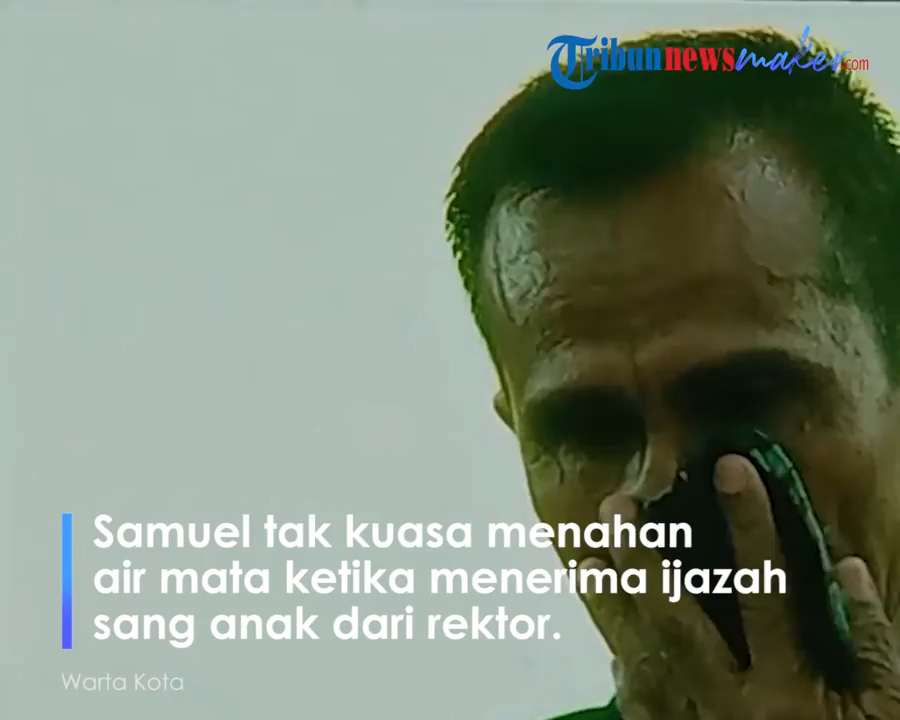 Tribunnewsmaker.com
Samuel tak kuasa menahan
air mata ketika menerima ijazah
sang anak dari rektor.
Warta Kota